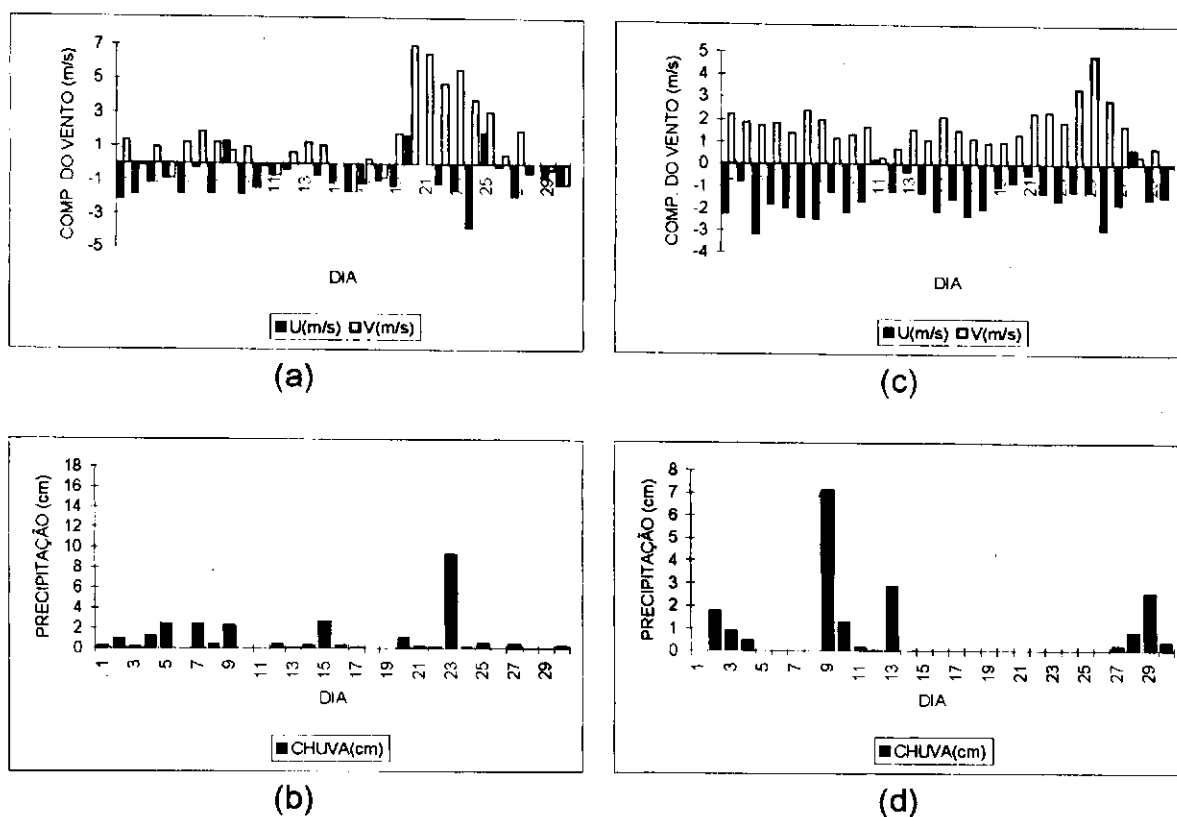 COMP. DO VENTO (m/s)
7
5
3
1
-1
-3
-5
11
13
21
25
29
DIA
U(m/s) V(m/s)
(a)
COMP. DO VENTO (m/s)
5
4
3
2
1
0
-1
-2
-3
-4
11
13
21
DIA
U(m/s) V(m/s)
(c)
PRECIPITAÇÃO (cm)
18
16
14
12
10
8
6
4
2
0
1 3 5 7 9 11 13 15 17 19 21 23 25 27 29
DIA
CHUVA(cm)
(b)
PRECIPITAÇÃO (cm)
8
7
6
5
4
3
2
1
0
1 3 5 7 9 11 13 15 17 19 21 23 25 27 29
DIA
CHUVA(cm)
(d)